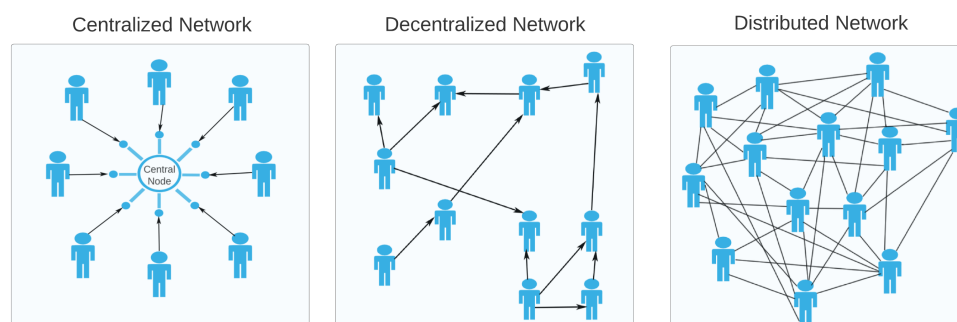 Centralized Network
Decentralized Network
Distributed Network
Central
Node